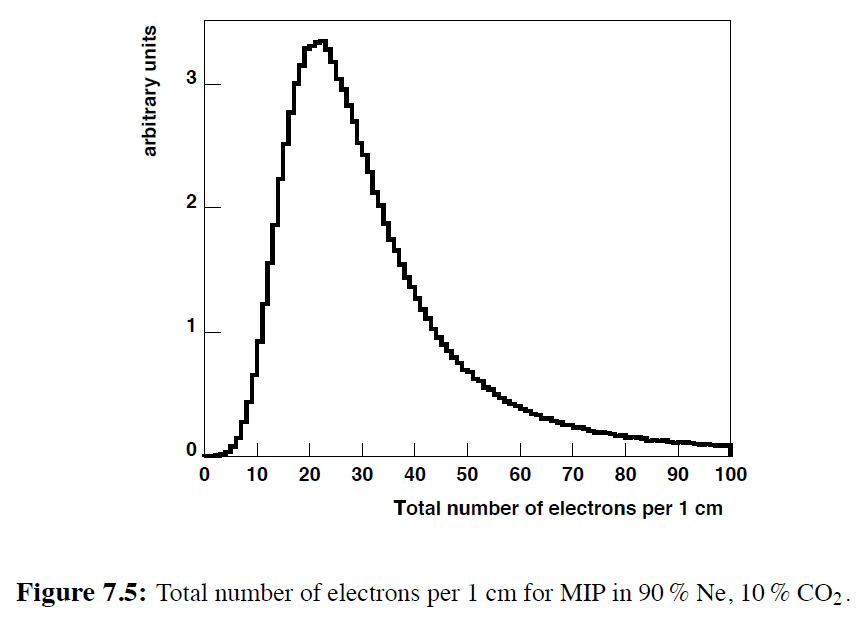 arbitrary units
3
2
1
0
0 10 20 30 40 50 60 70 80 90 100
Total number of electrons per 1 cm
Figure 7.5: Total number of electrons per 1 cm for MIP in 90 % Ne, 10 % CO₂.